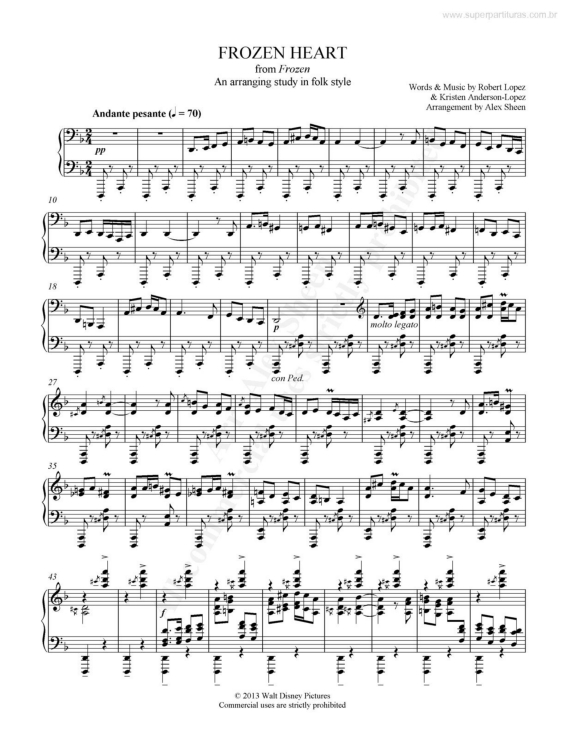 www.superpartituras.com.br
FROZEN HEART
from Frozen
An arranging study in folk style
Words & Music by Robert Lopez
& Kristen Anderson-Lopez
Arrangement by Alex Sheen
Andante pesante (♩ = 70)
pp
10
18
p
molto legato
con Ped.
27
35
43
f
© 2013 Walt Disney Pictures
Commercial uses are strictly prohibited